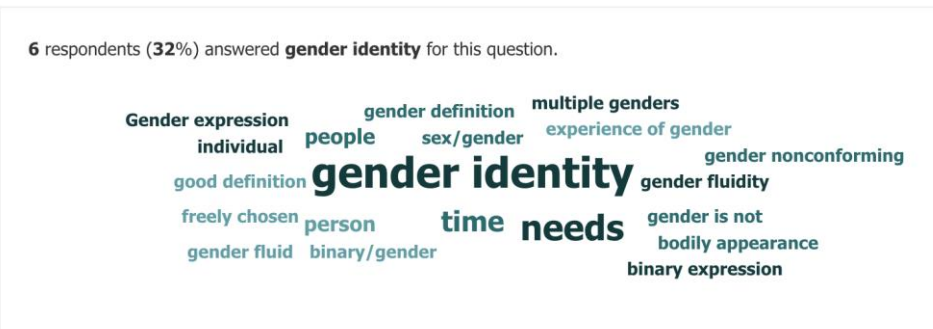 6 respondents (32%) answered gender identity for this question.
multiple genders
gender definition
Gender expression
people
sex/gender
experience of gender
individual
gender nonconforming
good definition
gender identity
gender fluidity
freely chosen
person
time
needs
gender is not
bodily appearance
gender fluid
binary/gender
binary expression